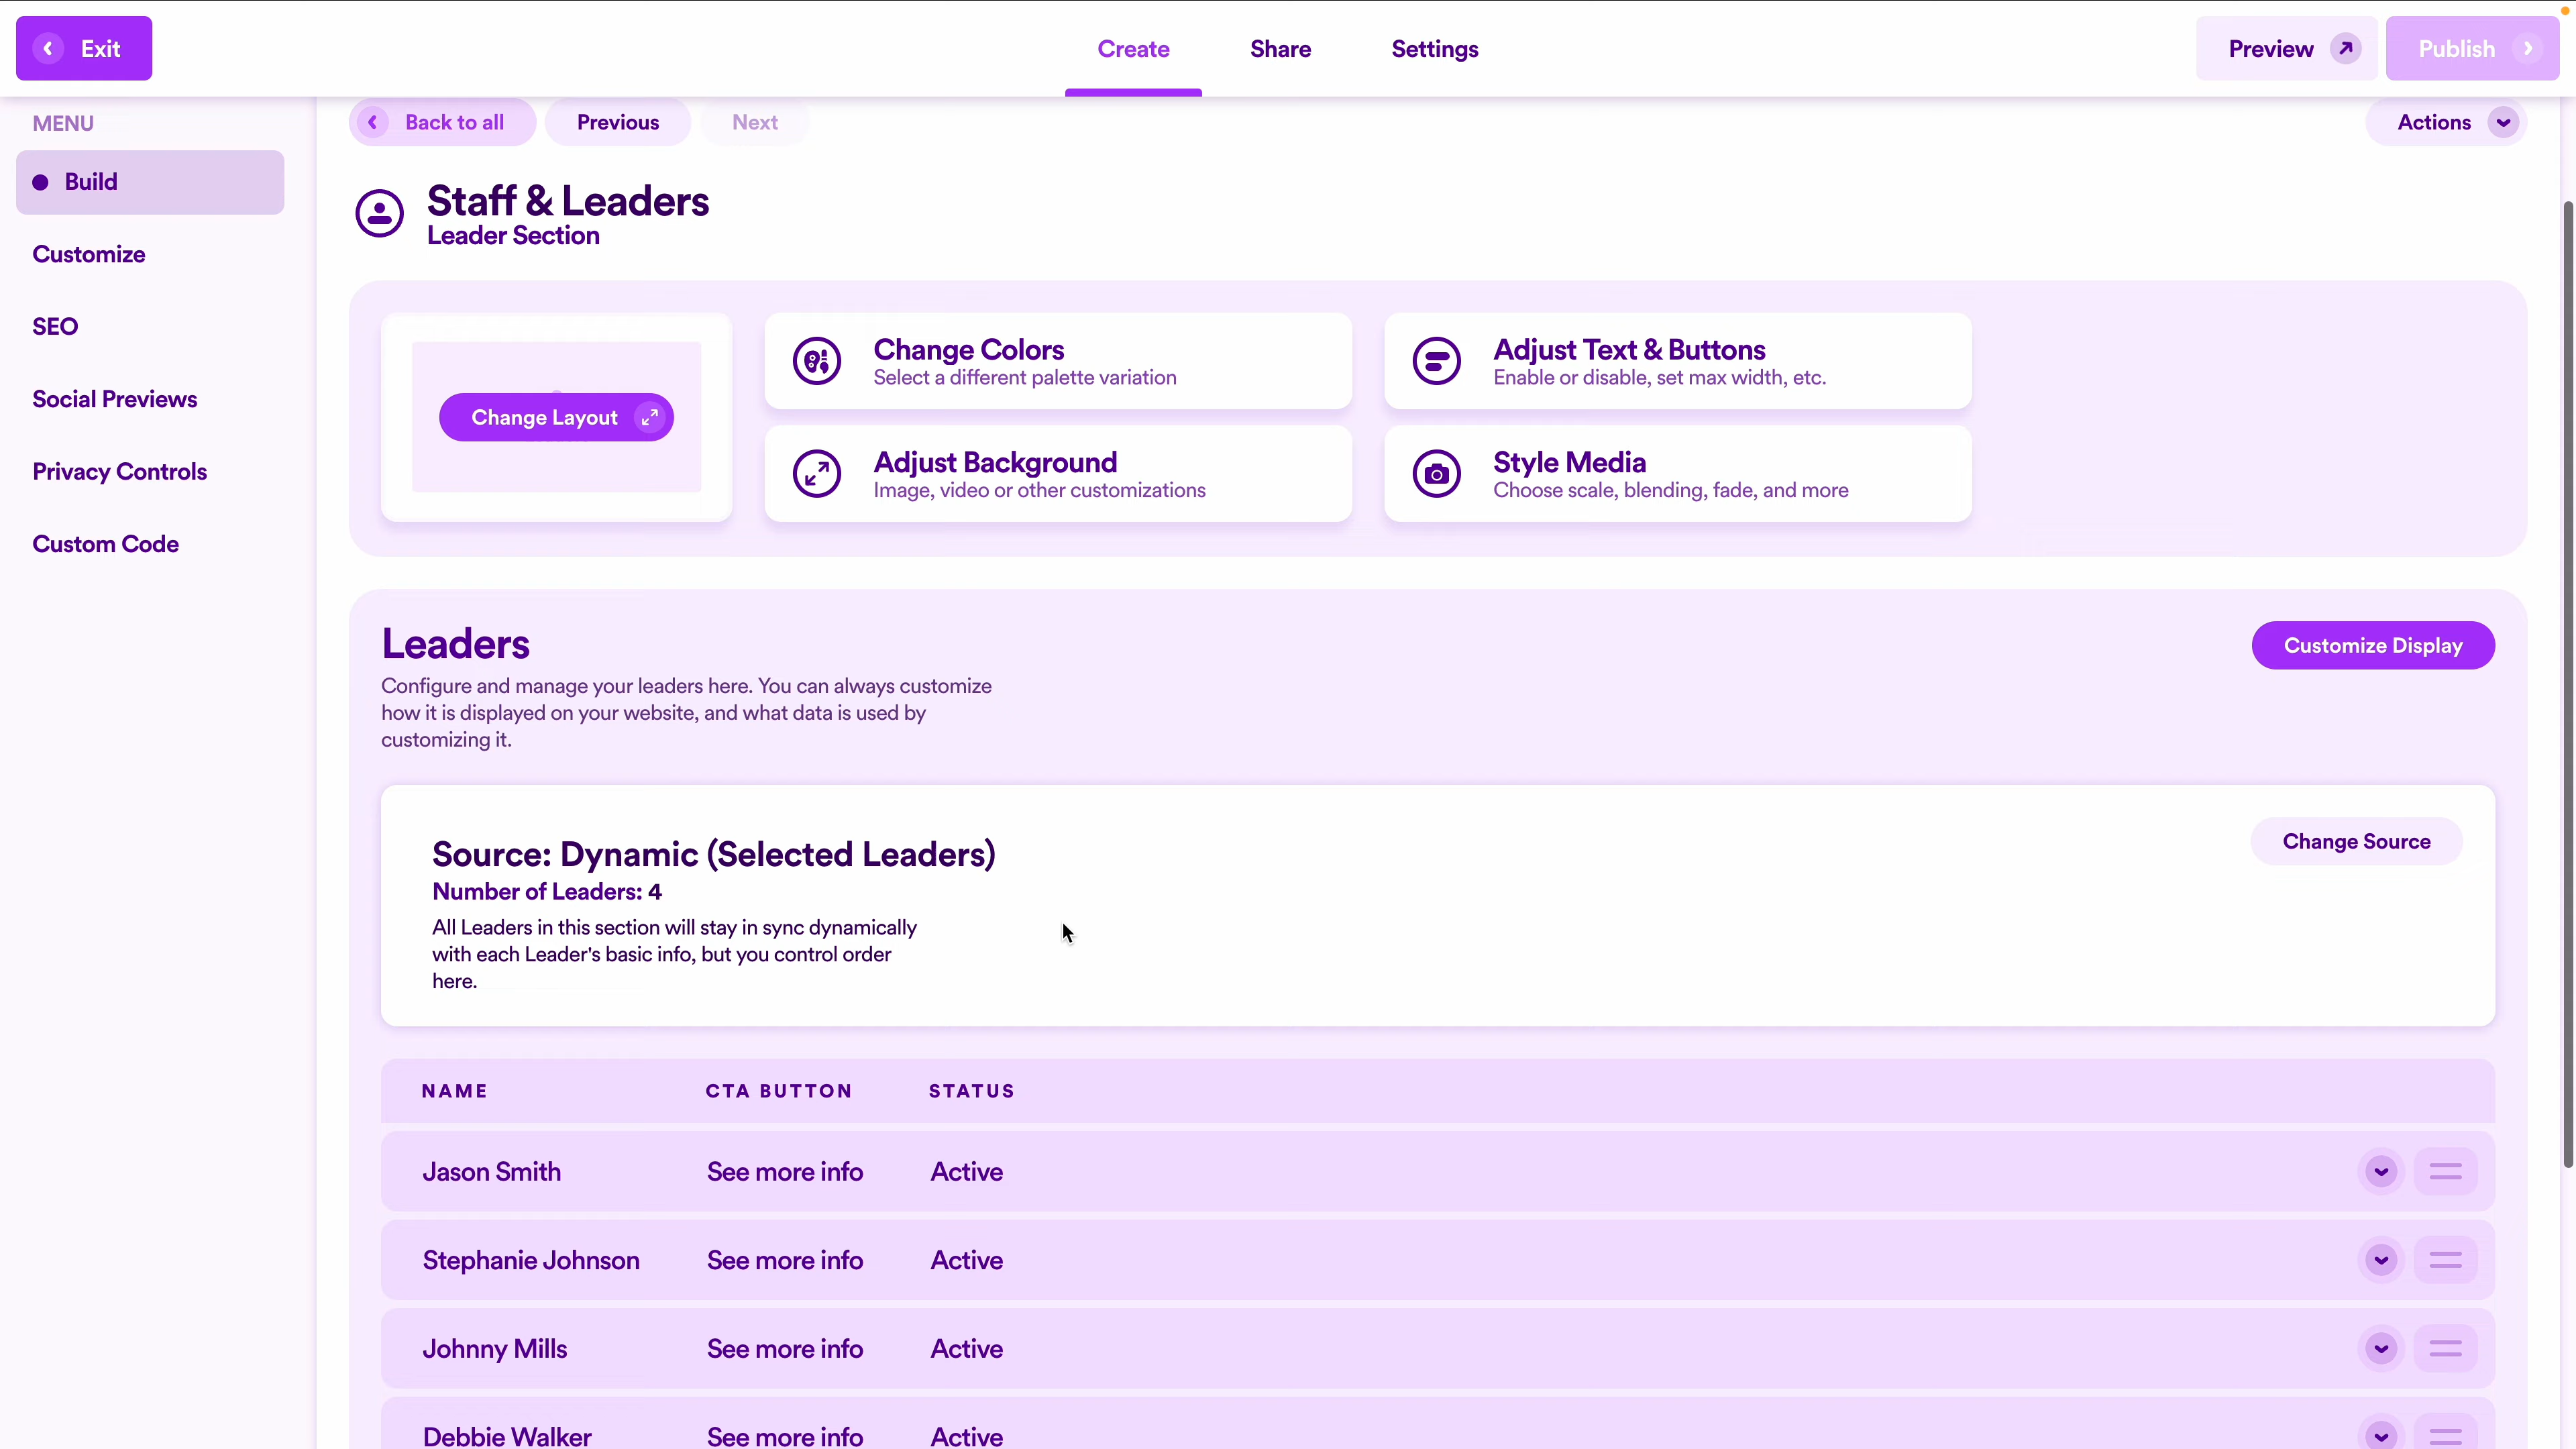 Exit
Create
Share
Settings
Preview
Publish
MENU
Build
Customize
SEO
Social Previews
Privacy Controls
Custom Code
Back to all
Previous
Next
Actions
Staff & Leaders
Leader Section
Change Layout
Change Colors
Select a different palette variation
Adjust Text & Buttons
Enable or disable, set max width, etc.
Adjust Background
Image, video or other customizations
Style Media
Choose scale, blending, fade, and more
Leaders
Customize Display
Configure and manage your leaders here. You can always customize
how it is displayed on your website, and what data is used by
customizing it.
Source: Dynamic (Selected Leaders)
Change Source
Number of Leaders: 4
All Leaders in this section will stay in sync dynamically
with each Leader's basic info, but you control order
here.
NAME CTA BUTTON STATUS
Jason Smith See more info Active
Stephanie Johnson See more info Active
Johnny Mills See more info Active
Debbie Walker See more info Active